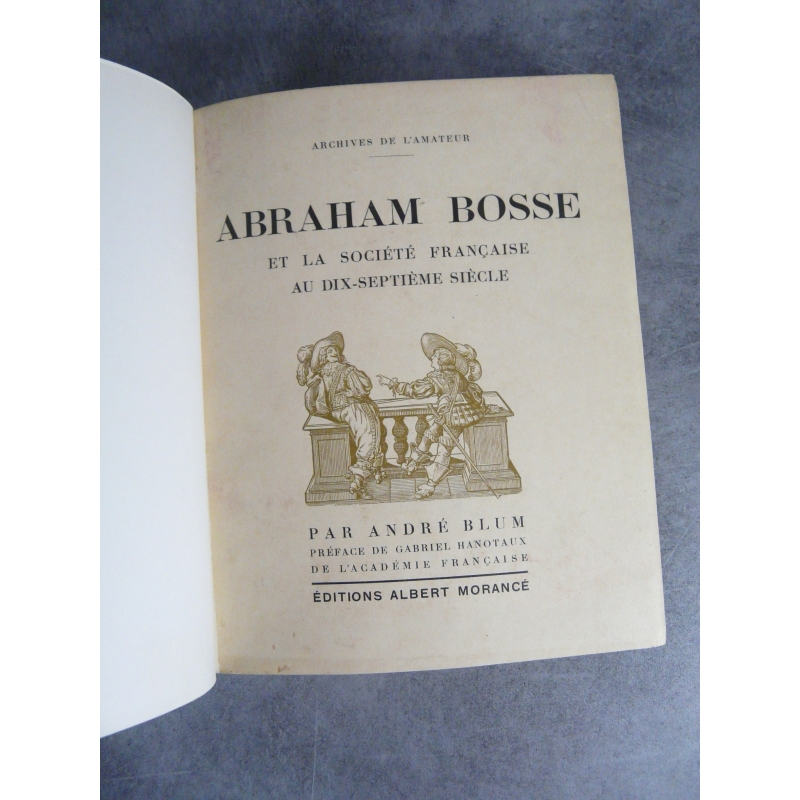 ARCHIVES DE L'AMATEUR
ABRAHAM BOSSE
ET LA SOCIÉTÉ FRANÇAISE
AU DIX-SEPTIÈME SIÈCLE
PAR ANDRÉ BLUM
PRÉFACE DE GABRIEL HANOTAUX
DE L'ACADÉMIE FRANÇAISE
ÉDITIONS ALBERT MORANCÉ